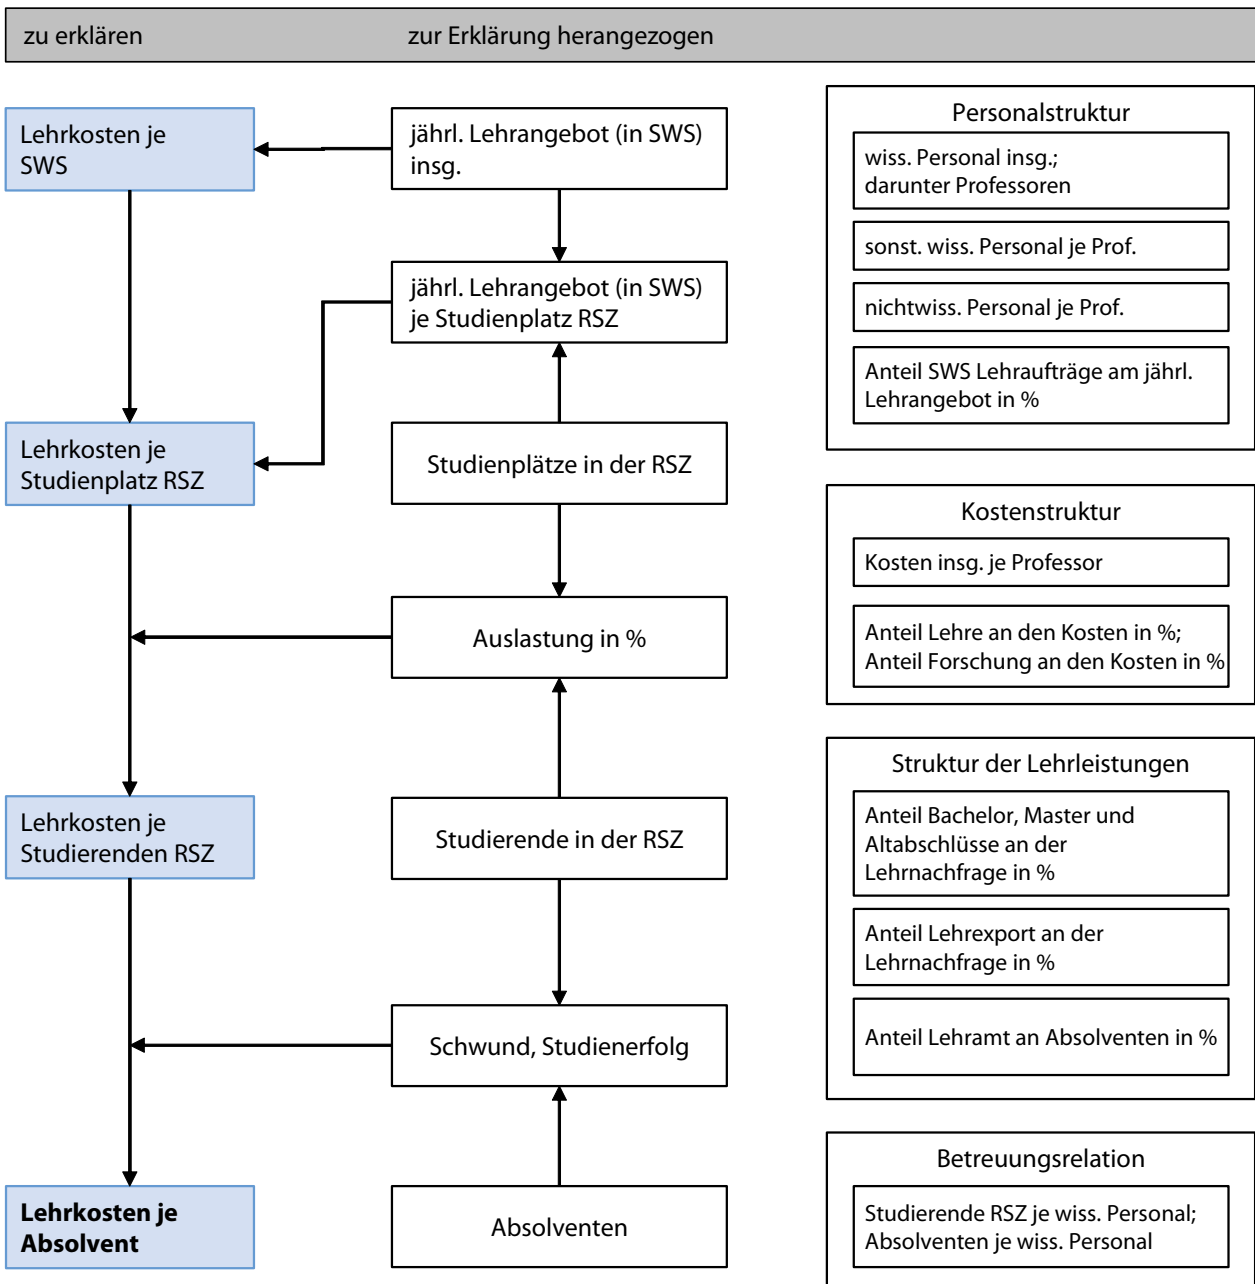 zu erklären
zur Erklärung herangezogen
Lehrkosten je
SWS
Lehrkosten je
Studienplatz RSZ
Lehrkosten je
Studierenden RSZ
Lehrkosten je
Absolvent
jährl. Lehrangebot (in SWS)
insg.
jährl. Lehrangebot (in SWS)
je Studienplatz RSZ
Studienplätze in der RSZ
Auslastung in %
Studierende in der RSZ
Schwund, Studienerfolg
Absolventen
Personalstruktur
wiss. Personal insg.;
darunter Professoren
sonst. wiss. Personal je Prof.
nichtwiss. Personal je Prof.
Anteil SWS Lehraufträge am jährl.
Lehrangebot in %
Kostenstruktur
Kosten insg. je Professor
Anteil Lehre an den Kosten in %;
Anteil Forschung an den Kosten in %
Struktur der Lehrleistungen
Anteil Bachelor, Master und
Altabschlüsse an der
Lehrnachfrage in %
Anteil Lehrexport an der
Lehrnachfrage in %
Anteil Lehramt an Absolventen in %
Betreuungsrelation
Studierende RSZ je wiss. Personal;
Absolventen je wiss. Personal